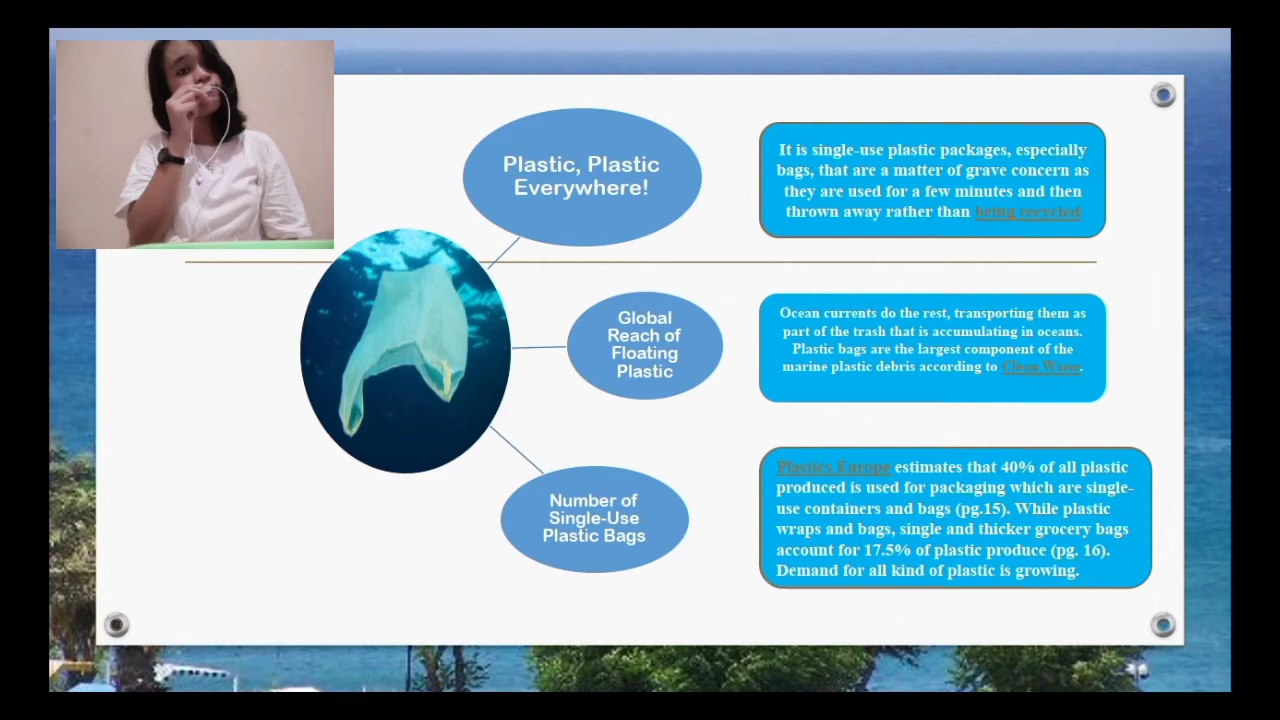 Plastic, Plastic
Everywhere!
It is single-use plastic packages, especially
bags, that are a matter of grave concern as
they are used for a few minutes and then
thrown away rather than being recycled
Global
Reach of
Floating
Plastic
Ocean currents do the rest, transporting them as
part of the trash that is accumulating in oceans.
Plastic bags are the largest component of the
marine plastic debris according to Clean Water.
Number of
Single-Use
Plastic Bags
Plastics Europe estimates that 40% of all plastic
produced is used for packaging which are single-
use containers and bags (pg.15). While plastic
wraps and bags, single and thicker grocery bags
account for 17.5% of plastic produce (pg. 16).
Demand for all kind of plastic is growing.